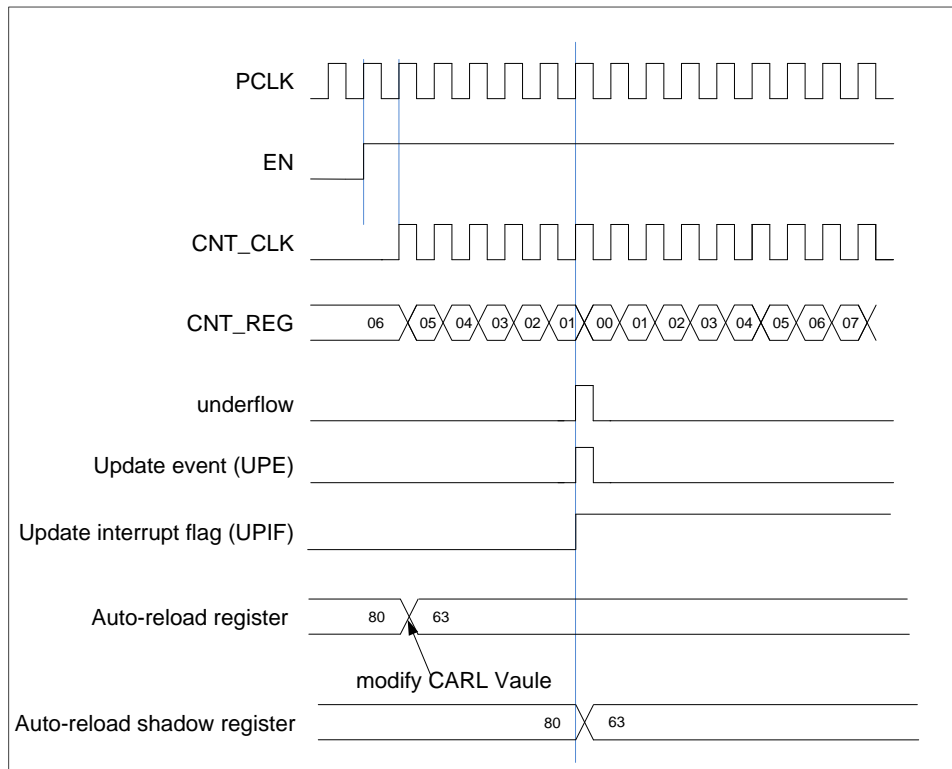 PCLK
EN
CNT_CLK
CNT_REG 06 05 04 03 02 01 00 01 02 03 04 05 06 07
underflow
Update event (UPE)
Update interrupt flag (UPIF)
Auto-reload register 80 63
modify CARL Vaule
Auto-reload shadow register 80 63